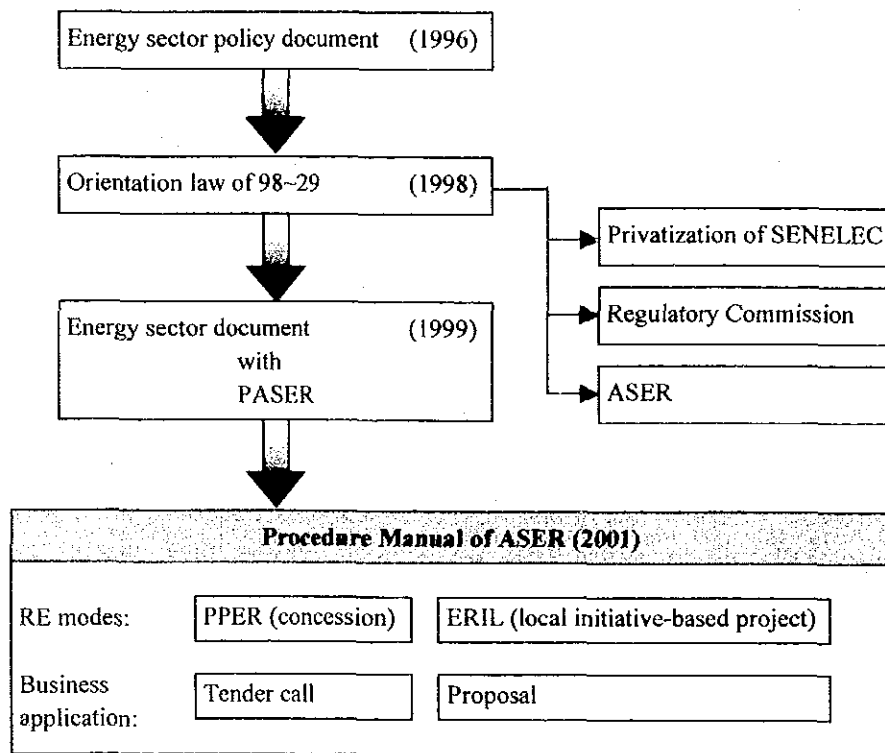 Energy sector policy document (1996)
Orientation law of 98~29 (1998)
Privatization of SENELEC
Regulatory Commission
ASER
Energy sector document (1999)
with
PASER
Procedure Manual of ASER (2001)
RE modes: PPER (concession) ERIL (local initiative-based project)
Business
application: Tender call Proposal